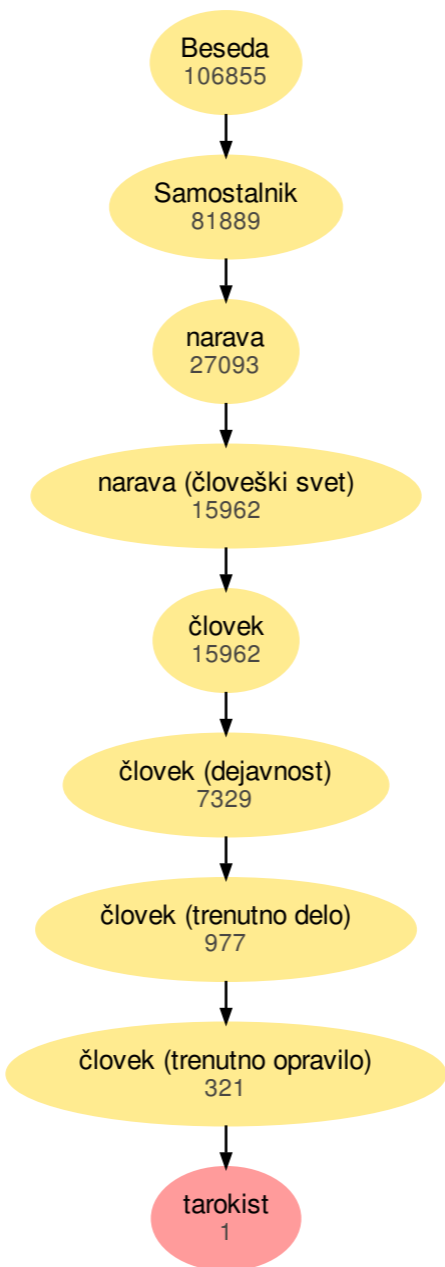 Beseda
106855
Samostalnik
81889
narava
27093
narava (človeški svet)
15962
človek
15962
človek (dejavnost)
7329
človek (trenutno delo)
977
človek (trenutno opravilo)
321
tarokist
1